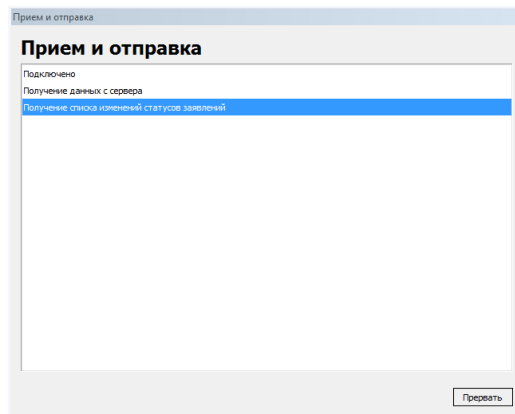 Прием и отправка
Прием и отправка
Подключено
Получение данных с сервера
Получение списка изменений статусов заявлений
Прервать